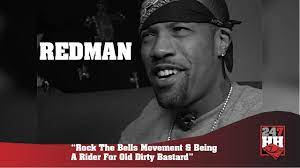 REDMAN
"Rock The Bells Movement & Being
A Rider For Old Dirty Bastard"
247
HH